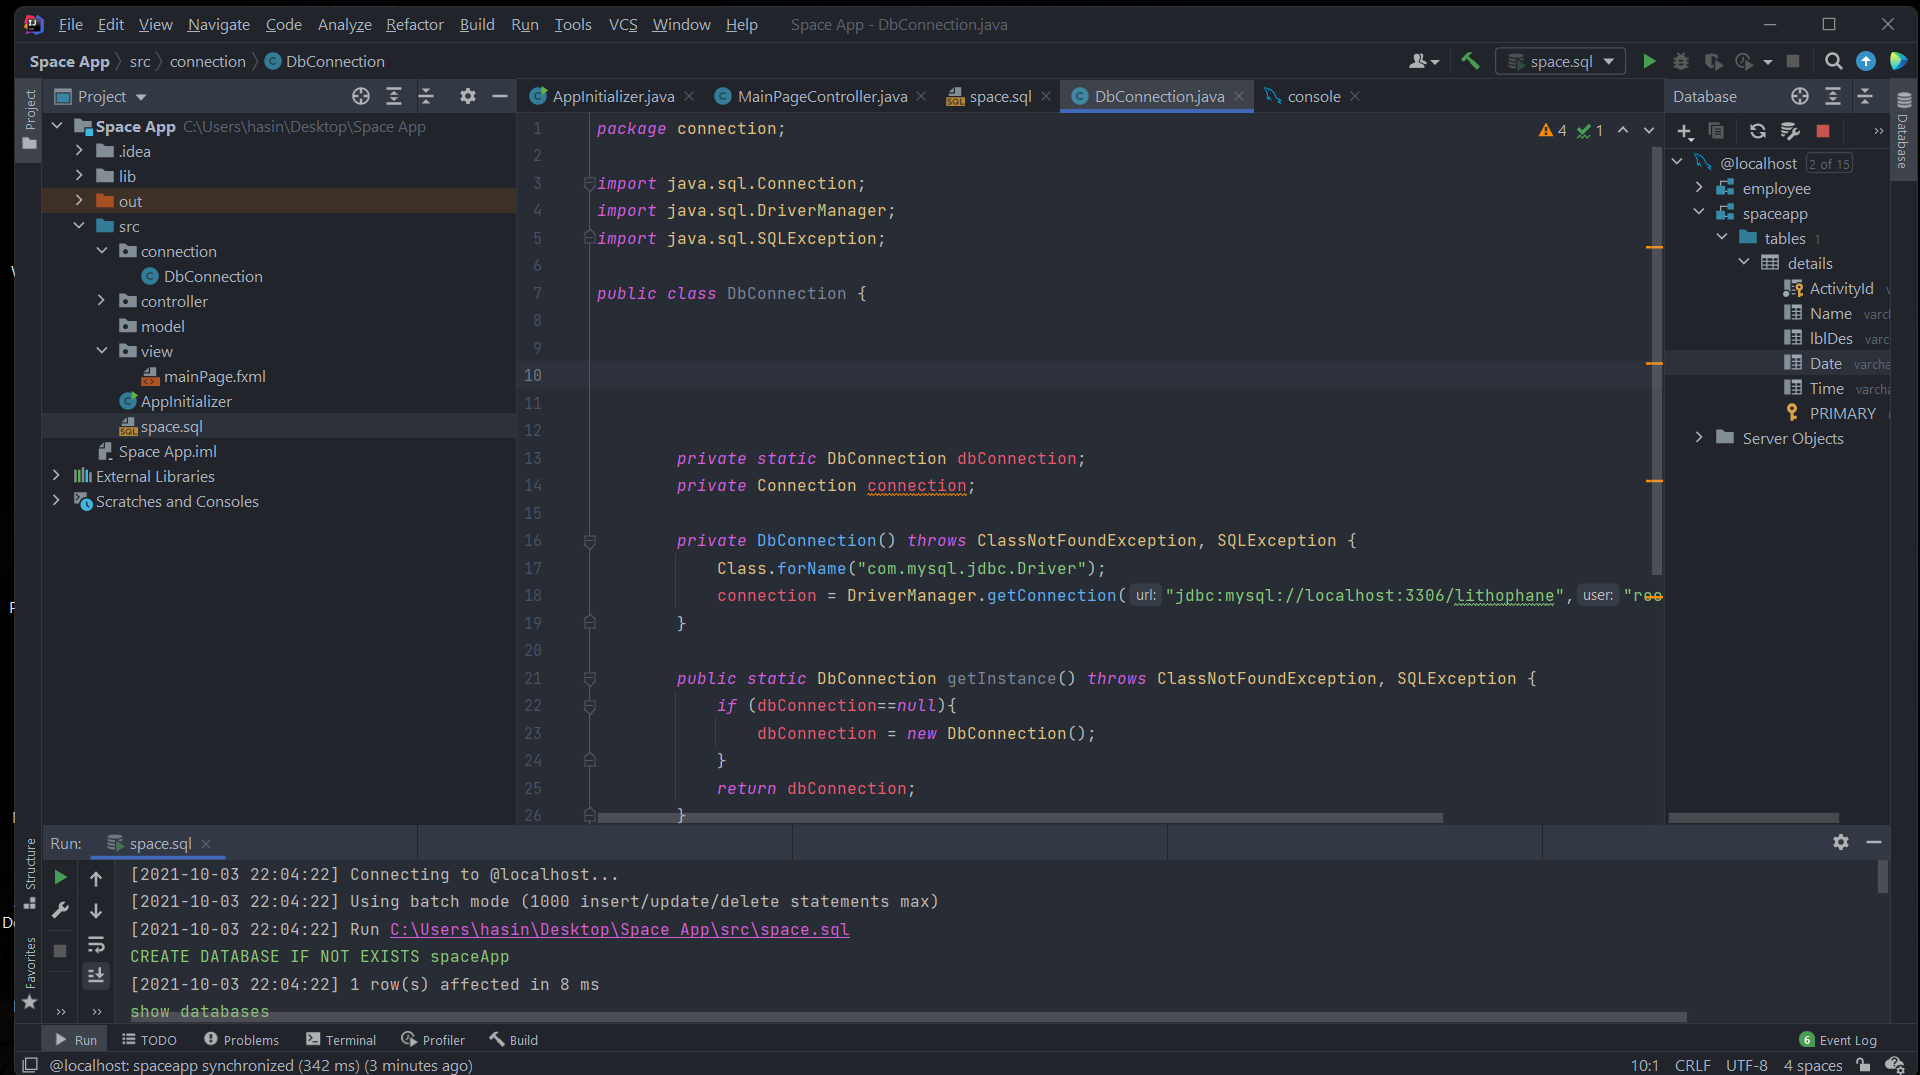 File Edit View Navigate Code Analyze Refactor Build Run Tools VCS Window Help Space App - DbConnection.java
Space App src connection DbConnection space.sql
Project
Project
AppInitializer.java MainPageController.java space.sql DbConnection.java console
Database
Database
Space App C:\Users\hasin\Desktop\Space App
.idea
lib
out
src
connection
DbConnection
controller
model
view
mainPage.fxml
AppInitializer
space.sql
Space App.iml
External Libraries
Scratches and Consoles
4 1
1 package connection;
2
3 import java.sql.Connection;
4 import java.sql.DriverManager;
5 import java.sql.SQLException;
6
7 public class DbConnection {
8
9
10
11
12
13 private static DbConnection dbConnection;
14 private Connection connection;
15
16 private DbConnection() throws ClassNotFoundException, SQLException {
17 Class.forName("com.mysql.jdbc.Driver");
18 connection = DriverManager.getConnection( url: "jdbc:mysql://localhost:3306/lithophane", user: "roo
19 }
20
21 public static DbConnection getInstance() throws ClassNotFoundException, SQLException {
22 if (dbConnection==null){
23 dbConnection = new DbConnection();
24 }
25 return dbConnection;
26 }
@localhost 2 of 15
employee
spaceapp
tables 1
details
ActivityId v
Name varch
lblDes varc
Date varcha
Time varcha
PRIMARY (
Server Objects
Structure
Favorites
Run: space.sql
[2021-10-03 22:04:22] Connecting to @localhost...
[2021-10-03 22:04:22] Using batch mode (1000 insert/update/delete statements max)
[2021-10-03 22:04:22] Run C:\Users\hasin\Desktop\Space App\src\space.sql
CREATE DATABASE IF NOT EXISTS spaceApp
[2021-10-03 22:04:22] 1 row(s) affected in 8 ms
show databases
Run TODO Problems Terminal Profiler Build 6 Event Log
@localhost: spaceapp synchronized (342 ms) (3 minutes ago) 10:1 CRLF UTF-8 4 spaces